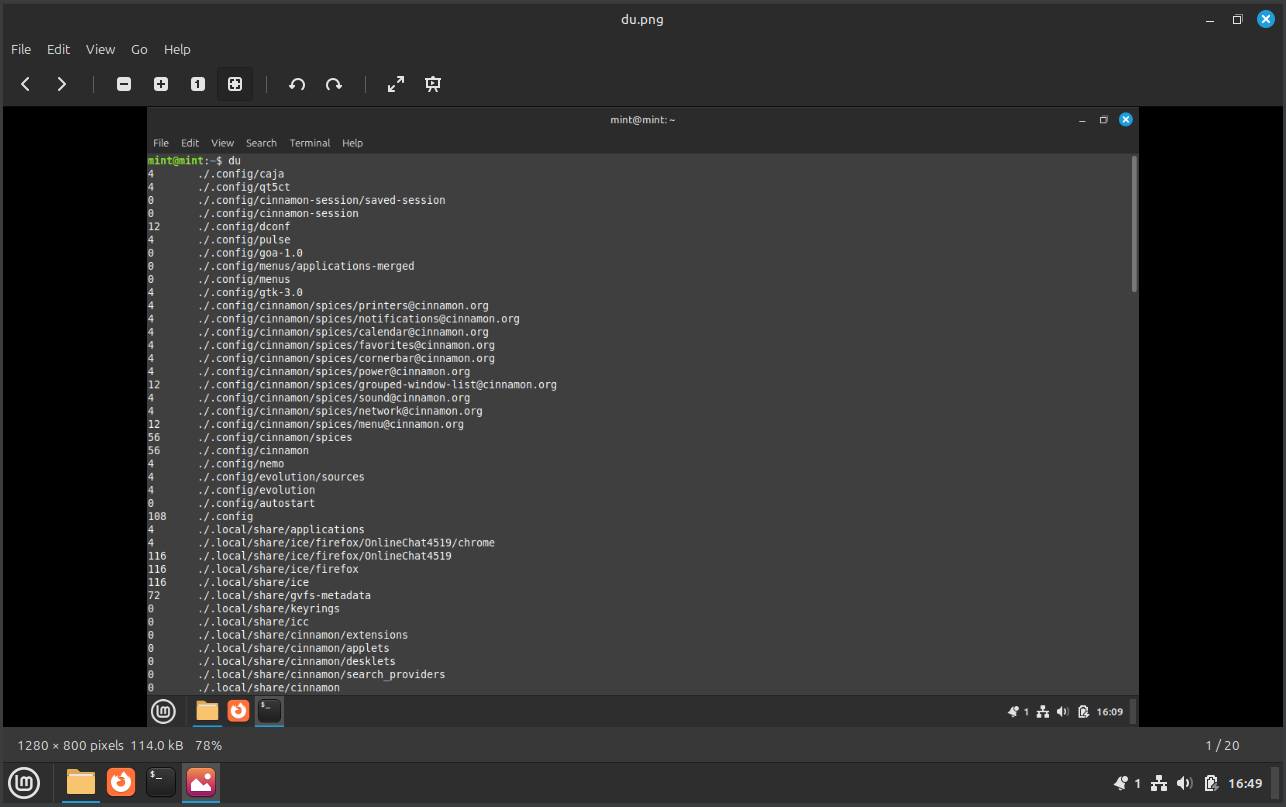 du.png
File Edit View Go Help
1
mint@mint: ~
File Edit View Search Terminal Help
mint@mint:~$ du
4 ./.config/caja
4 ./.config/qt5ct
0 ./.config/cinnamon-session/saved-session
0 ./.config/cinnamon-session
12 ./.config/dconf
4 ./.config/pulse
0 ./.config/goa-1.0
0 ./.config/menus/applications-merged
0 ./.config/menus
4 ./.config/gtk-3.0
4 ./.config/cinnamon/spices/printers@cinnamon.org
4 ./.config/cinnamon/spices/notifications@cinnamon.org
4 ./.config/cinnamon/spices/calendar@cinnamon.org
4 ./.config/cinnamon/spices/favorites@cinnamon.org
4 ./.config/cinnamon/spices/cornerbar@cinnamon.org
4 ./.config/cinnamon/spices/power@cinnamon.org
12 ./.config/cinnamon/spices/grouped-window-list@cinnamon.org
4 ./.config/cinnamon/spices/sound@cinnamon.org
4 ./.config/cinnamon/spices/network@cinnamon.org
12 ./.config/cinnamon/spices/menu@cinnamon.org
56 ./.config/cinnamon/spices
56 ./.config/cinnamon
4 ./.config/nemo
4 ./.config/evolution/sources
4 ./.config/evolution
0 ./.config/autostart
108 ./.config
4 ./.local/share/applications
4 ./.local/share/ice/firefox/OnlineChat4519/chrome
116 ./.local/share/ice/firefox/OnlineChat4519
116 ./.local/share/ice/firefox
116 ./.local/share/ice
72 ./.local/share/gvfs-metadata
0 ./.local/share/keyrings
0 ./.local/share/icc
0 ./.local/share/cinnamon/extensions
0 ./.local/share/cinnamon/applets
0 ./.local/share/cinnamon/desklets
0 ./.local/share/cinnamon/search_providers
0 ./.local/share/cinnamon
$_ 1 16:09
1280 × 800 pixels 114.0 kB 78% 1 / 20
$_ 1 16:49